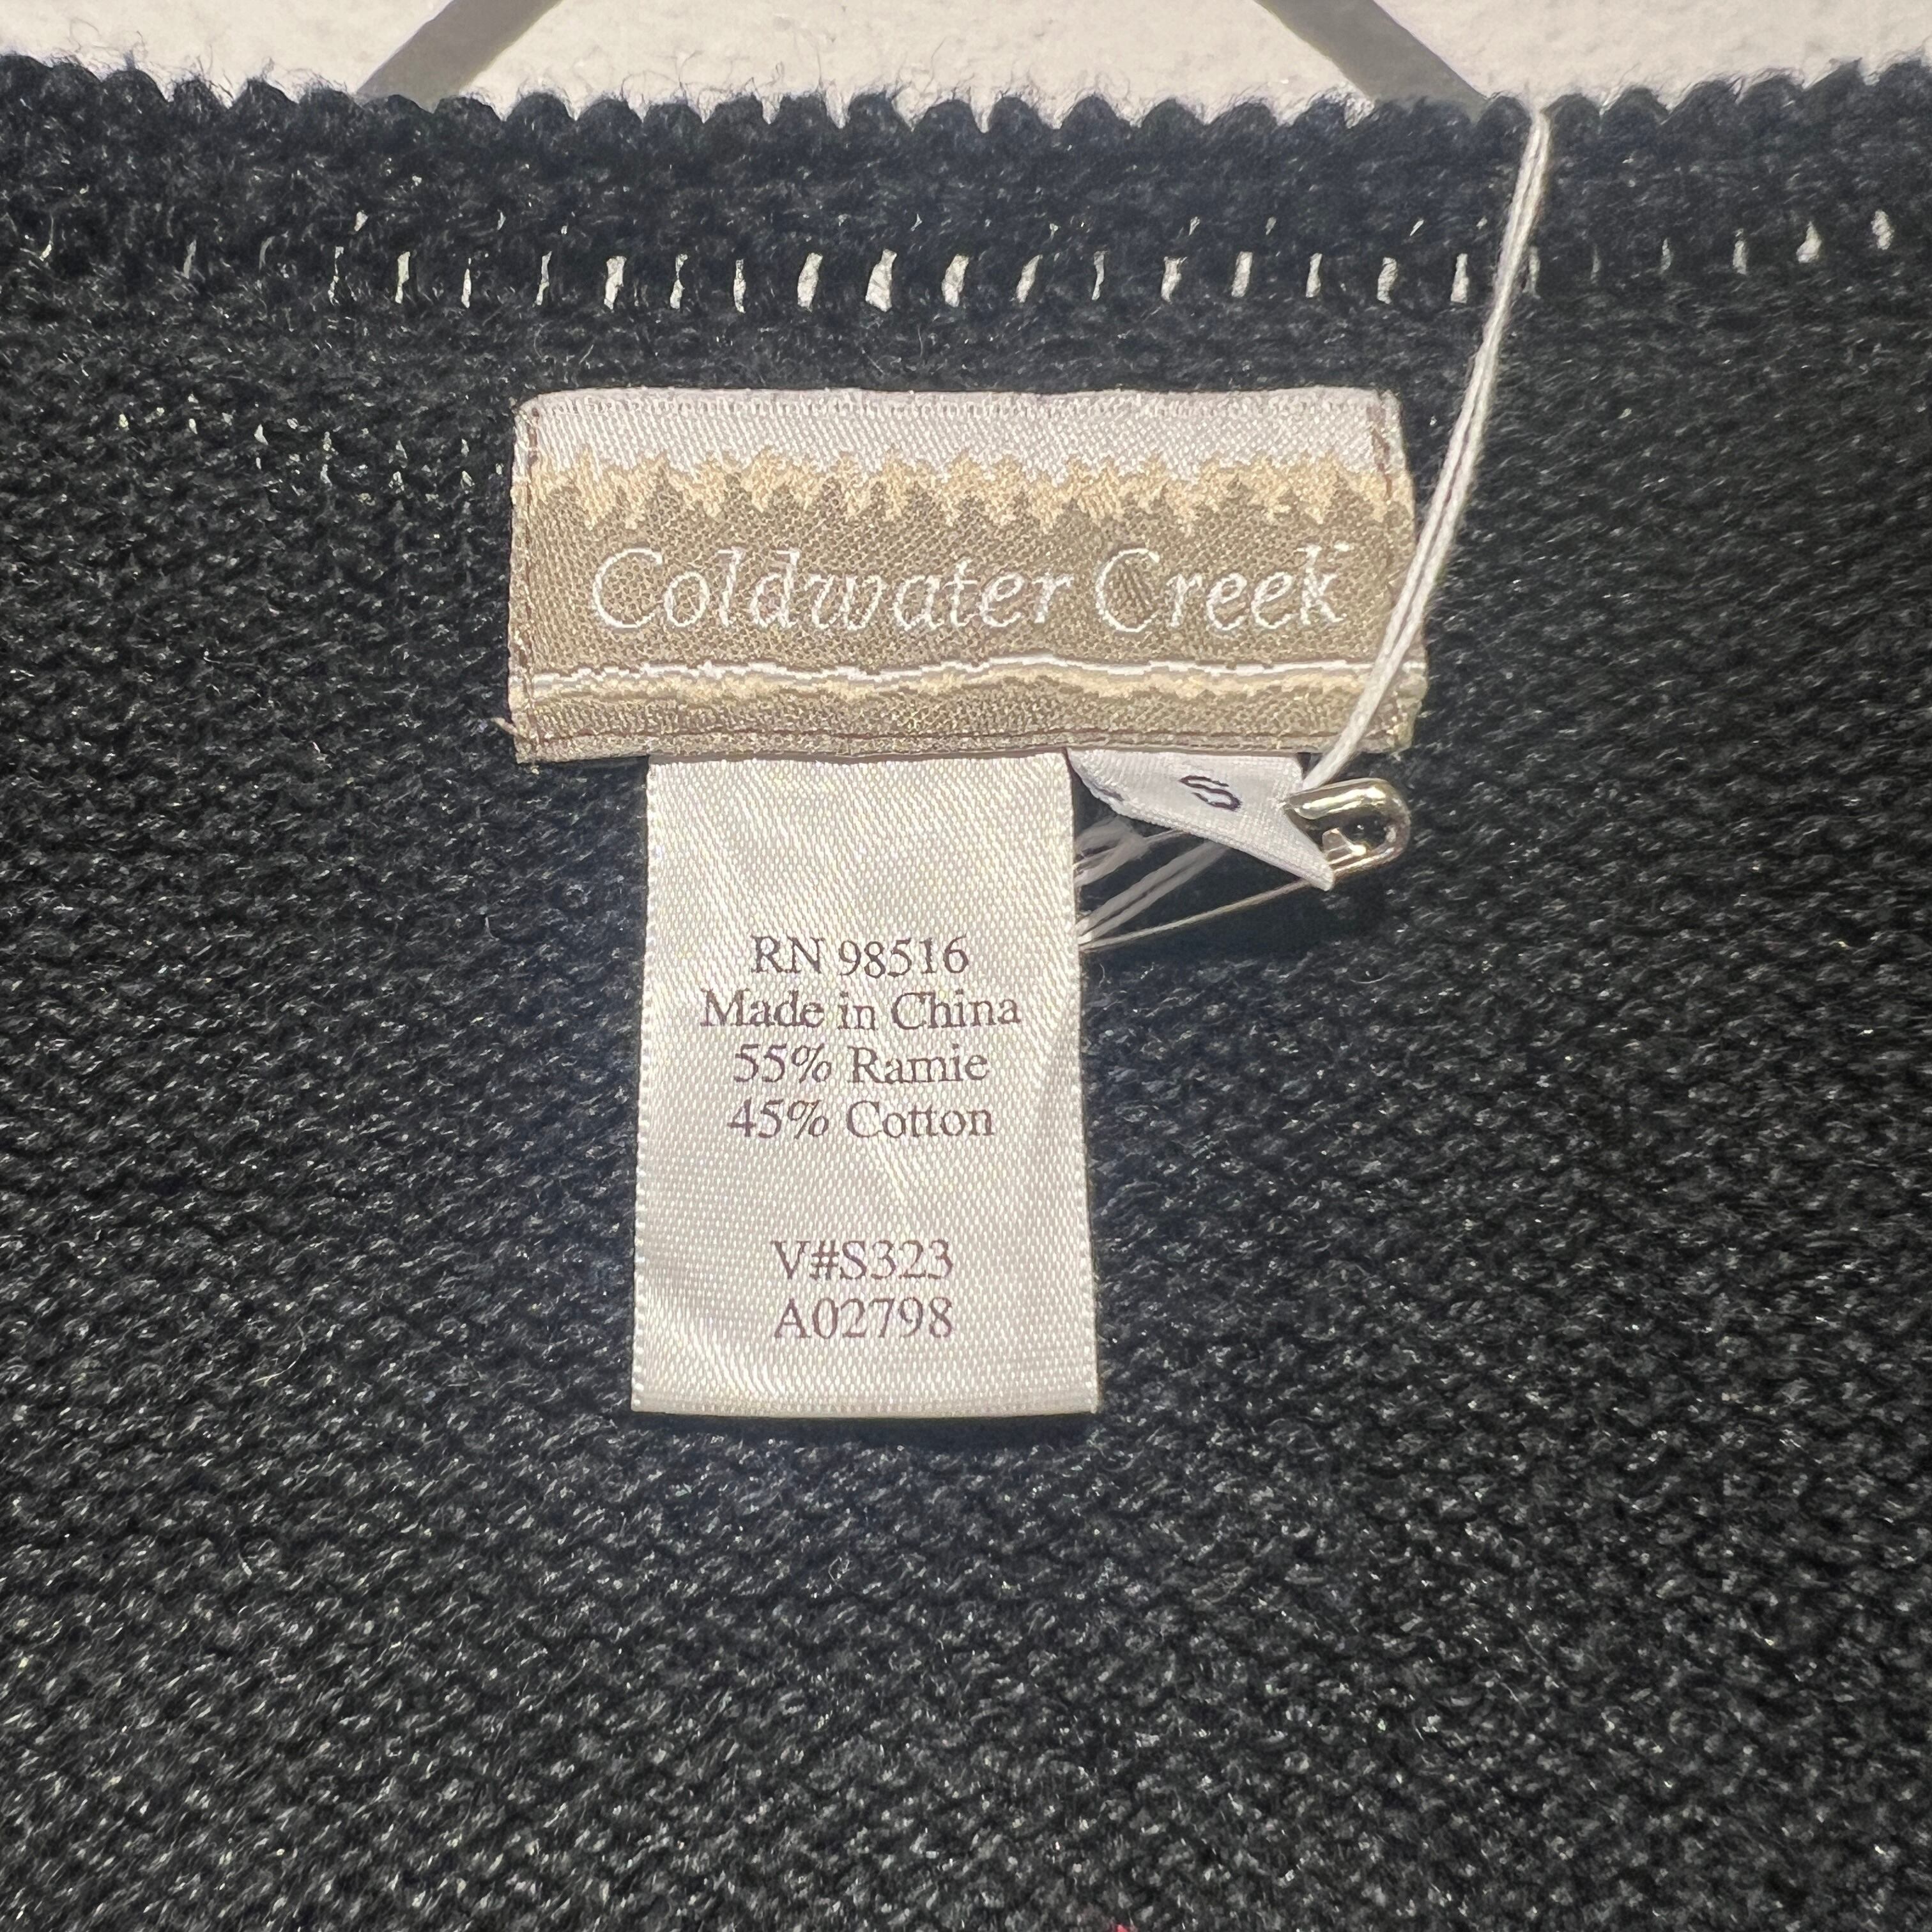 Coldwater Creek
RN 98516
Made in China
55% Ramie
45% Cotton
V#S323
A02798